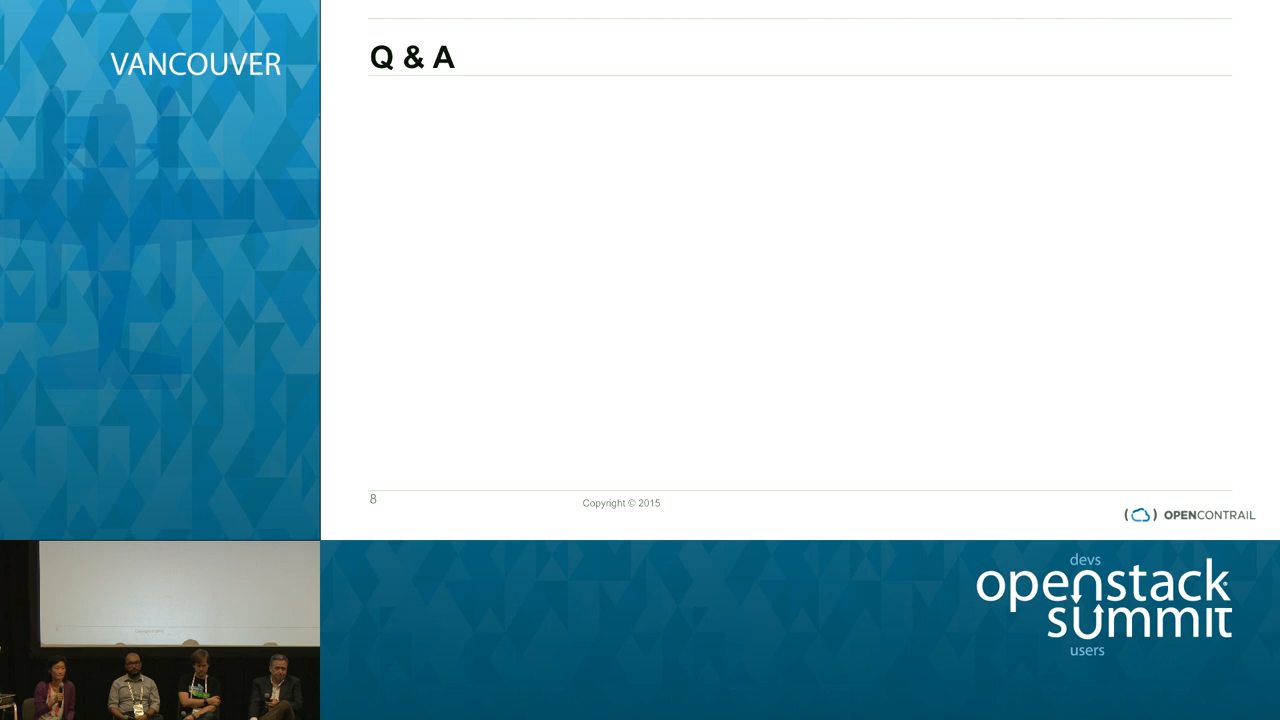 VANCOUVER
Q & A
8
Copyright © 2015
OPENCONTRAIL
devs
openstack
summit
users